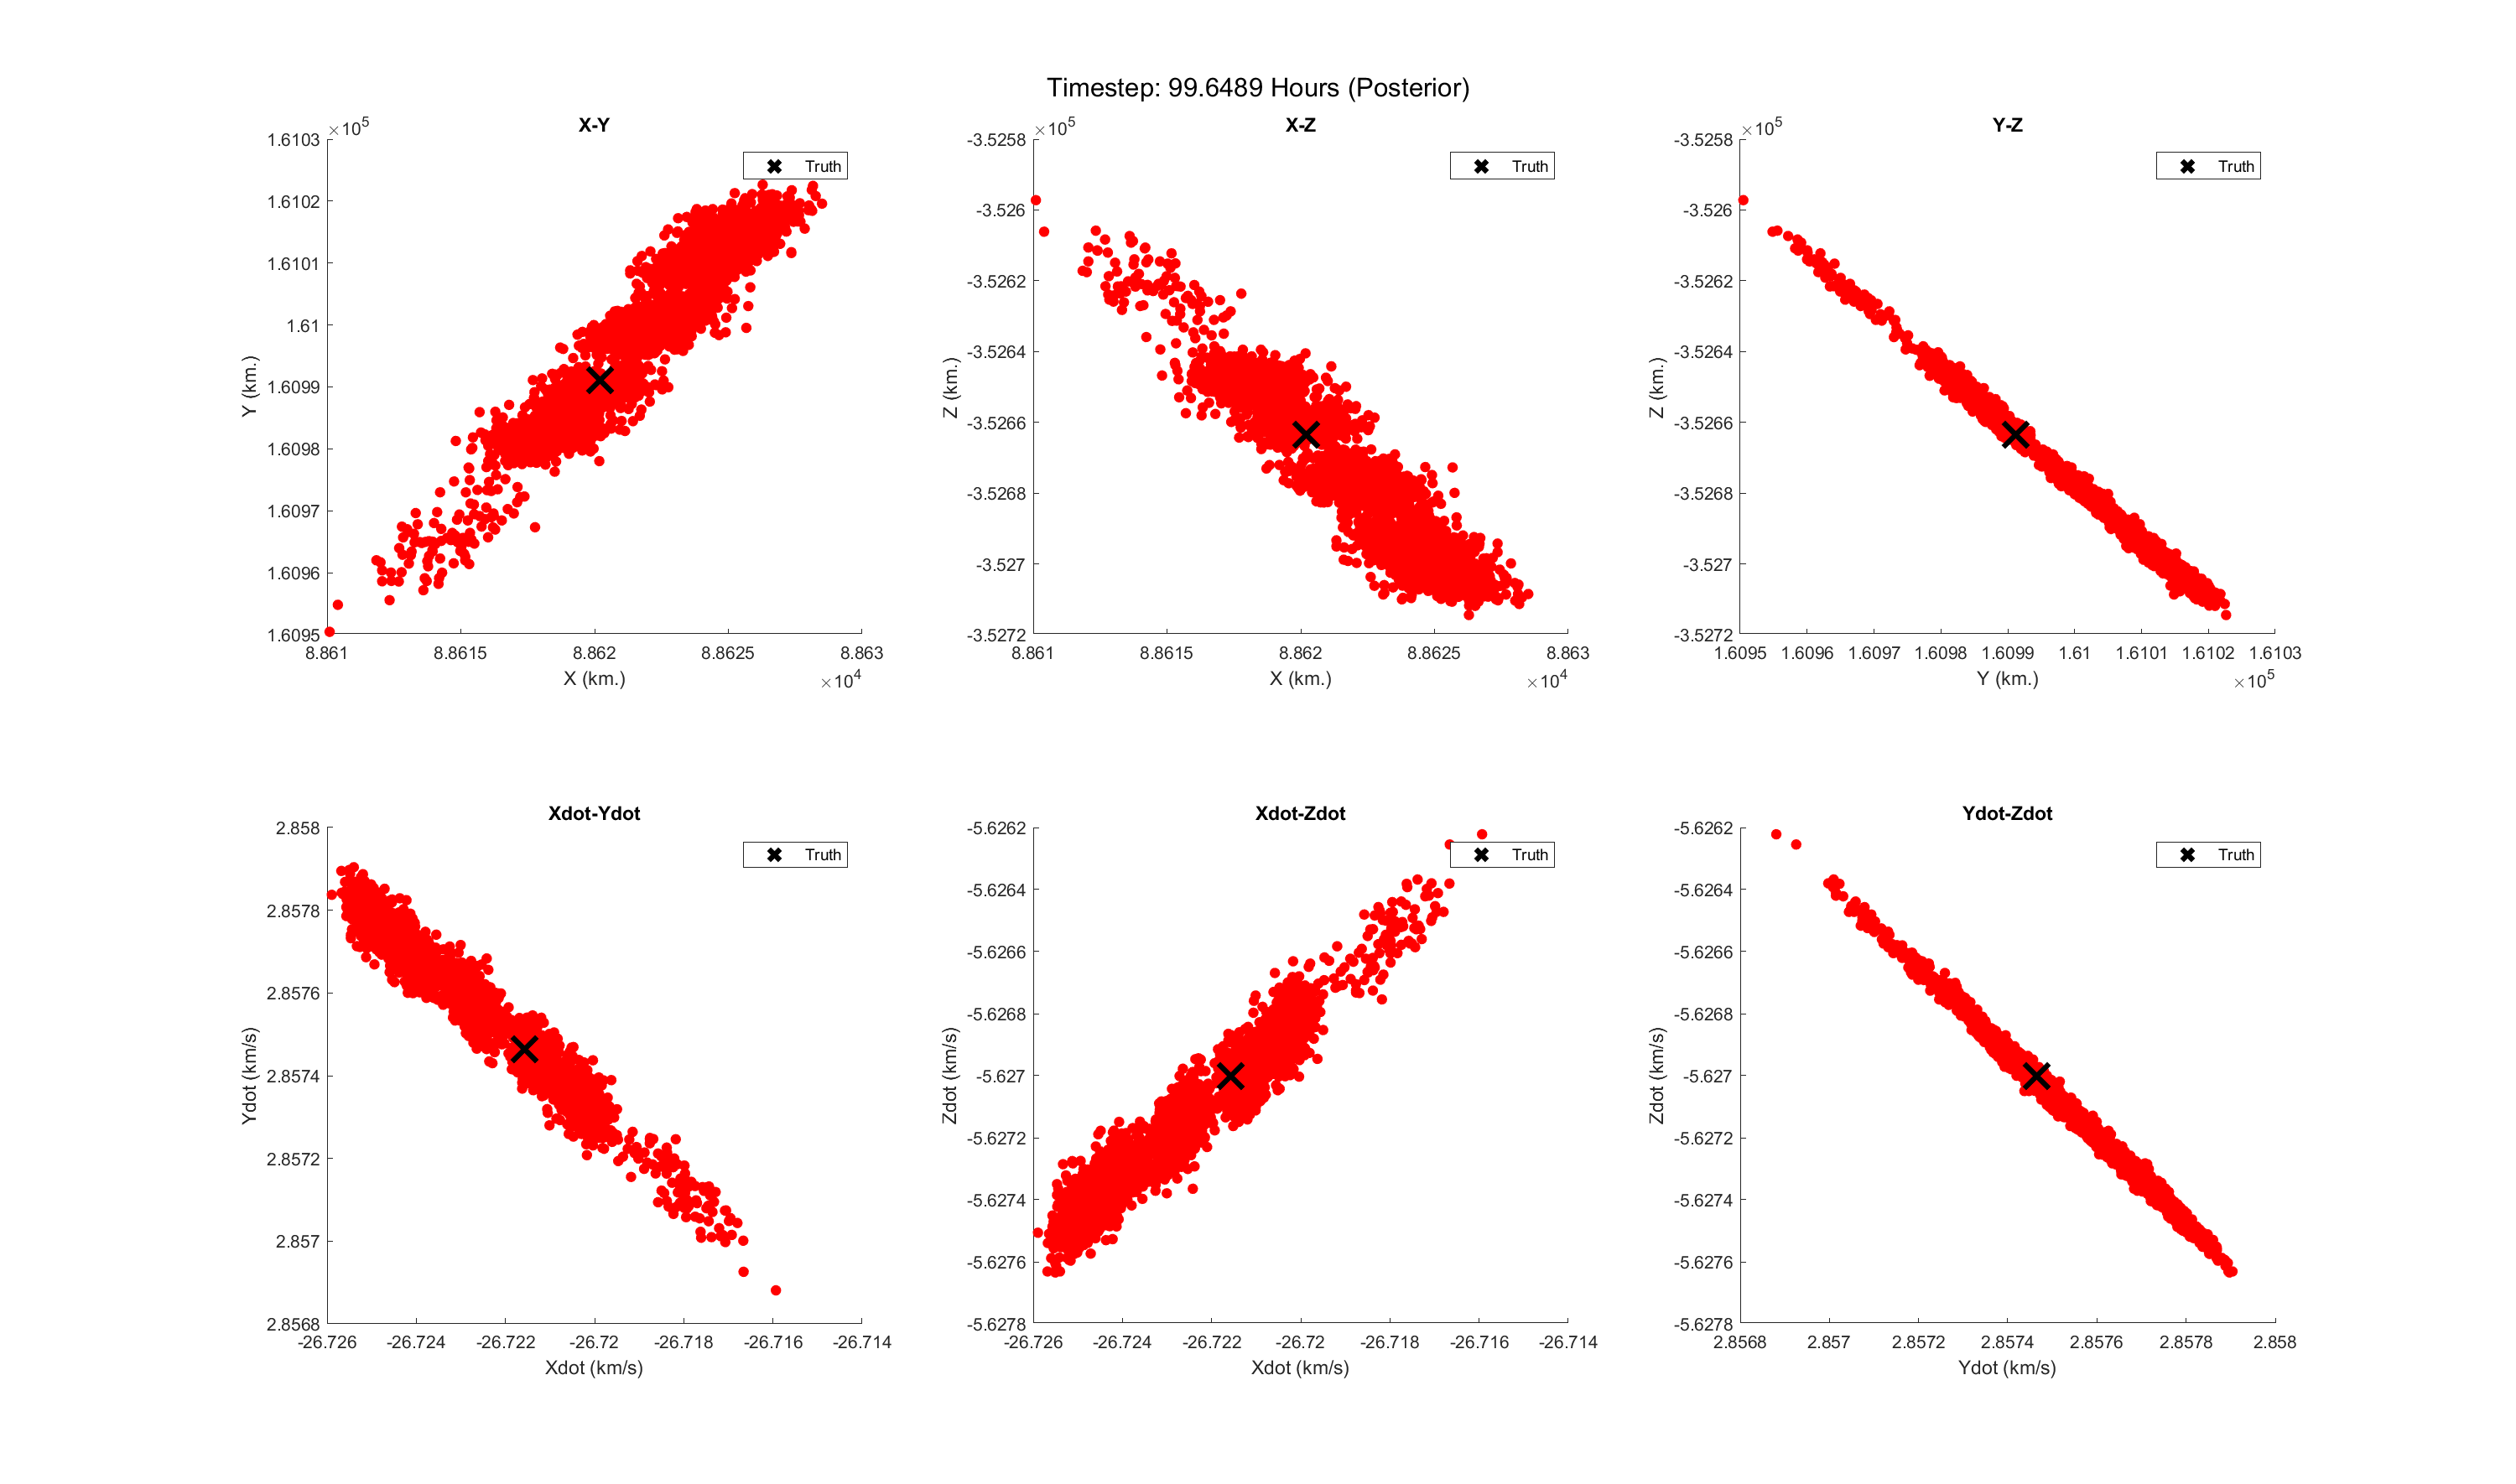 Timestep: 99.6489 Hours (Posterior)
X-Y
×10^5
1.6103
1.6102
1.6101
1.61
1.6099
1.6098
1.6097
1.6096
1.6095
Y (km.)
Truth
8.861 8.8615 8.862 8.8625 8.863
X (km.)
×10^4
X-Z
×10^5
-3.5258
-3.526
-3.5262
-3.5264
-3.5266
-3.5268
-3.527
-3.5272
Z (km.)
Truth
8.861 8.8615 8.862 8.8625 8.863
X (km.)
×10^4
Y-Z
×10^5
-3.5258
-3.526
-3.5262
-3.5264
-3.5266
-3.5268
-3.527
-3.5272
Z (km.)
Truth
1.6095 1.6096 1.6097 1.6098 1.6099 1.61 1.6101 1.6102 1.6103
Y (km.)
×10^5
Xdot-Ydot
2.858
2.8578
2.8576
2.8574
2.8572
2.857
2.8568
Ydot (km/s)
Truth
-26.726 -26.724 -26.722 -26.72 -26.718 -26.716 -26.714
Xdot (km/s)
Xdot-Zdot
-5.6262
-5.6264
-5.6266
-5.6268
-5.627
-5.6272
-5.6274
-5.6276
-5.6278
Zdot (km/s)
Truth
-26.726 -26.724 -26.722 -26.72 -26.718 -26.716 -26.714
Xdot (km/s)
Ydot-Zdot
-5.6262
-5.6264
-5.6266
-5.6268
-5.627
-5.6272
-5.6274
-5.6276
-5.6278
Zdot (km/s)
Truth
2.8568 2.857 2.8572 2.8574 2.8576 2.8578 2.858
Ydot (km/s)